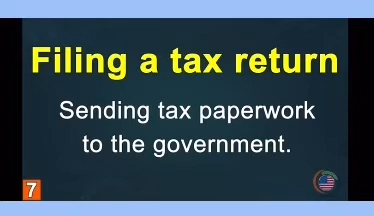 Filing a tax return
Sending tax paperwork
to the government.
7